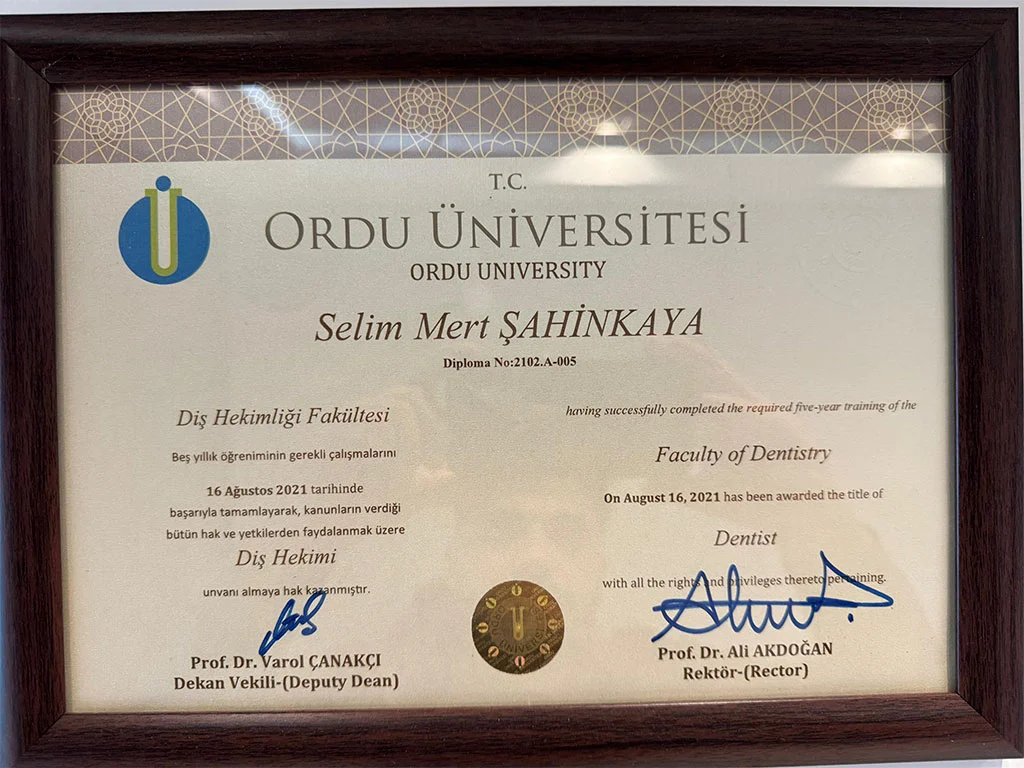 T.C.
ORDU ÜNİVERSİTESİ
ORDU UNIVERSITY
Selim Mert ŞAHİNKAYA
Diploma No:2102.A-005
Diş Hekimliği Fakültesi
Beş yıllık öğreniminin gerekli çalışmalarını
16 Ağustos 2021 tarihinde
başarıyla tamamlayarak, kanunların verdiği
bütün hak ve yetkilerden faydalanmak üzere
Diş Hekimi
unvanı almaya hak kazanmıştır.
Prof. Dr. Varol ÇANAKÇI
Dekan Vekili-(Deputy Dean)
having successfully completed the required five-year training of the
Faculty of Dentistry
On August 16, 2021 has been awarded the title of
Dentist
with all the rights and privileges thereto pertaining.
Prof. Dr. Ali AKDOĞAN
Rektör-(Rector)